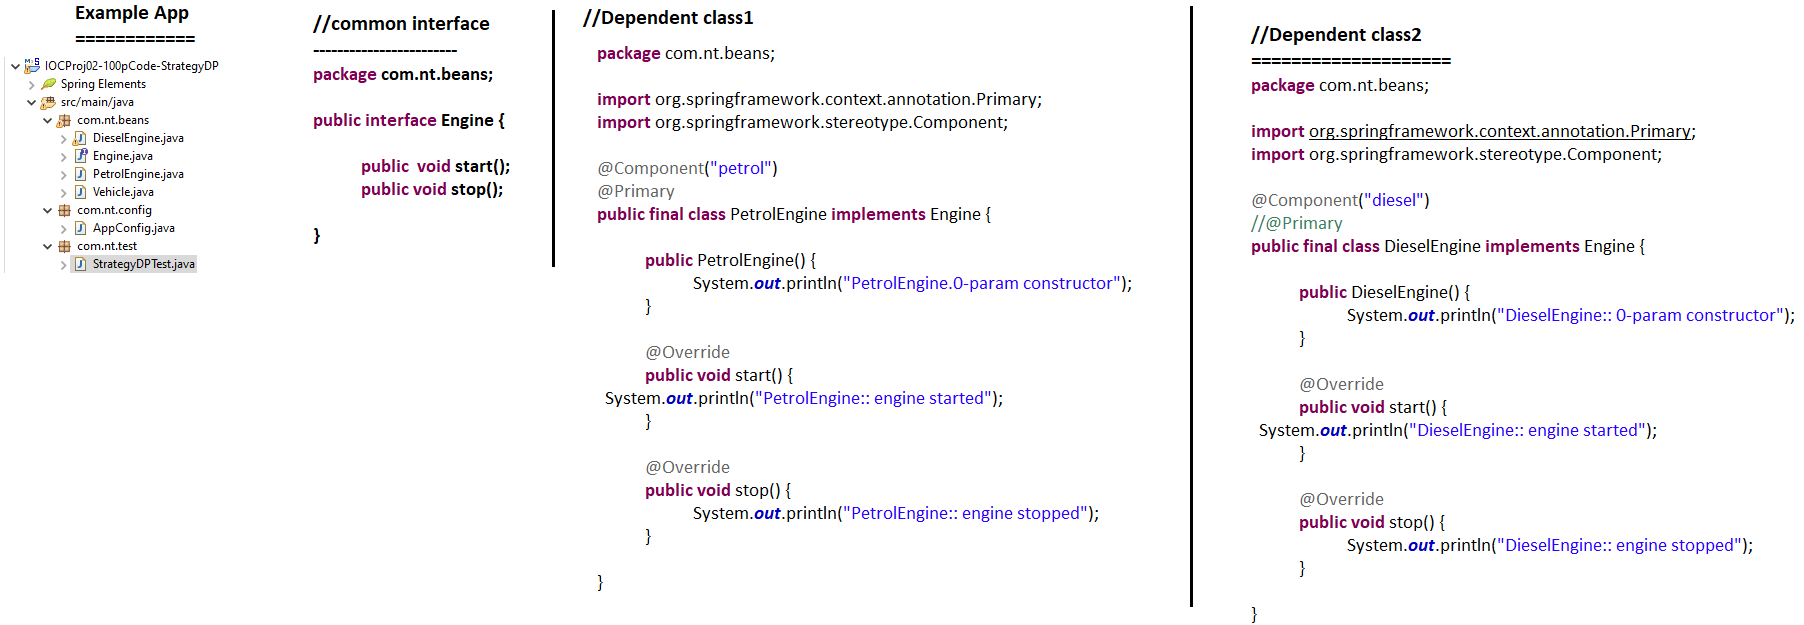 Example App
============
IOCProj02-100pCode-StrategyDP
Spring Elements
src/main/java
com.nt.beans
DieselEngine.java
Engine.java
PetrolEngine.java
Vehicle.java
com.nt.config
AppConfig.java
com.nt.test
StrategyDPTest.java
//common interface
------------------------
package com.nt.beans;
public interface Engine {
public  void start();
public void stop();
}
//Dependent class1
package com.nt.beans;
import org.springframework.context.annotation.Primary;
import org.springframework.stereotype.Component;
@Component("petrol")
@Primary
public final class PetrolEngine implements Engine {
public PetrolEngine() {
System.out.println("PetrolEngine.0-param constructor");
}
@Override
public void start() {
System.out.println("PetrolEngine:: engine started");
}
@Override
public void stop() {
System.out.println("PetrolEngine:: engine stopped");
}
}
//Dependent class2
====================
package com.nt.beans;
import org.springframework.context.annotation.Primary;
import org.springframework.stereotype.Component;
@Component("diesel")
//@Primary
public final class DieselEngine implements Engine {
public DieselEngine() {
System.out.println("DieselEngine:: 0-param constructor");
}
@Override
public void start() {
System.out.println("DieselEngine:: engine started");
}
@Override
public void stop() {
System.out.println("DieselEngine:: engine stopped");
}
}